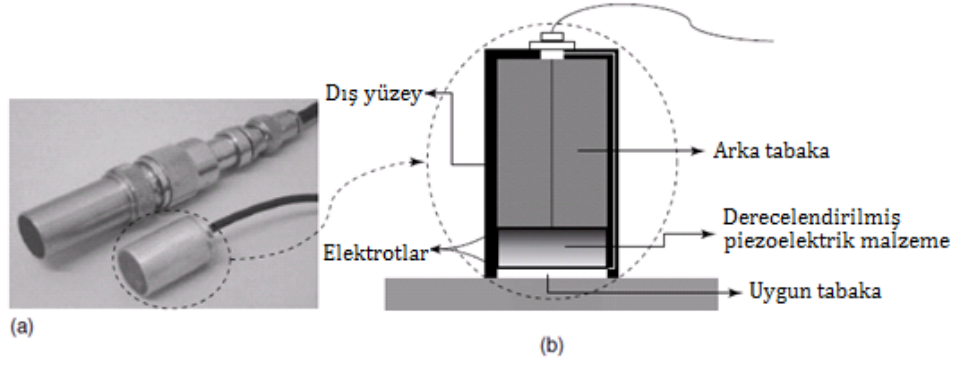 Dış yüzey
Arka tabaka
Derecelendirilmiş
piezoelektrik malzeme
Elektrotlar
Uygun tabaka
(a)
(b)